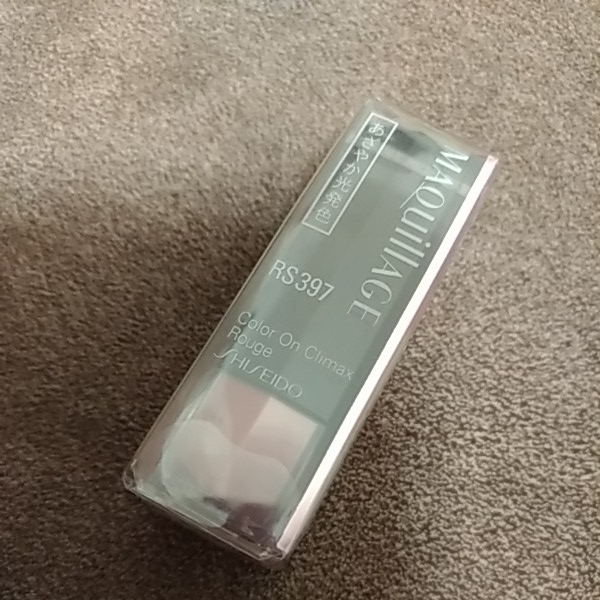 あざやか光発色
MAQuillAGE
RS397
Color On Climax
Rouge
SHISEIDO